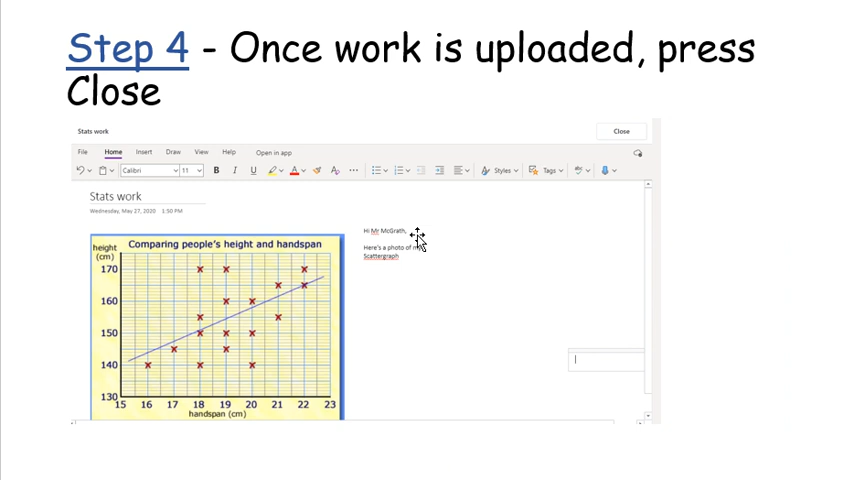 Step 4 - Once work is uploaded, press
Close
Stats work
Close
File Home Insert Draw View Help Open in app
Calibri 11 B I U A Styles Tags
Stats work
Wednesday, May 27, 2020 1:50 PM
Hi Mr McGrath,
Here's a photo of my
Scattergraph
Comparing people's height and handspan
height
(cm)
170
160
150
140
130
15 16 17 18 19 20 21 22 23
handspan (cm)